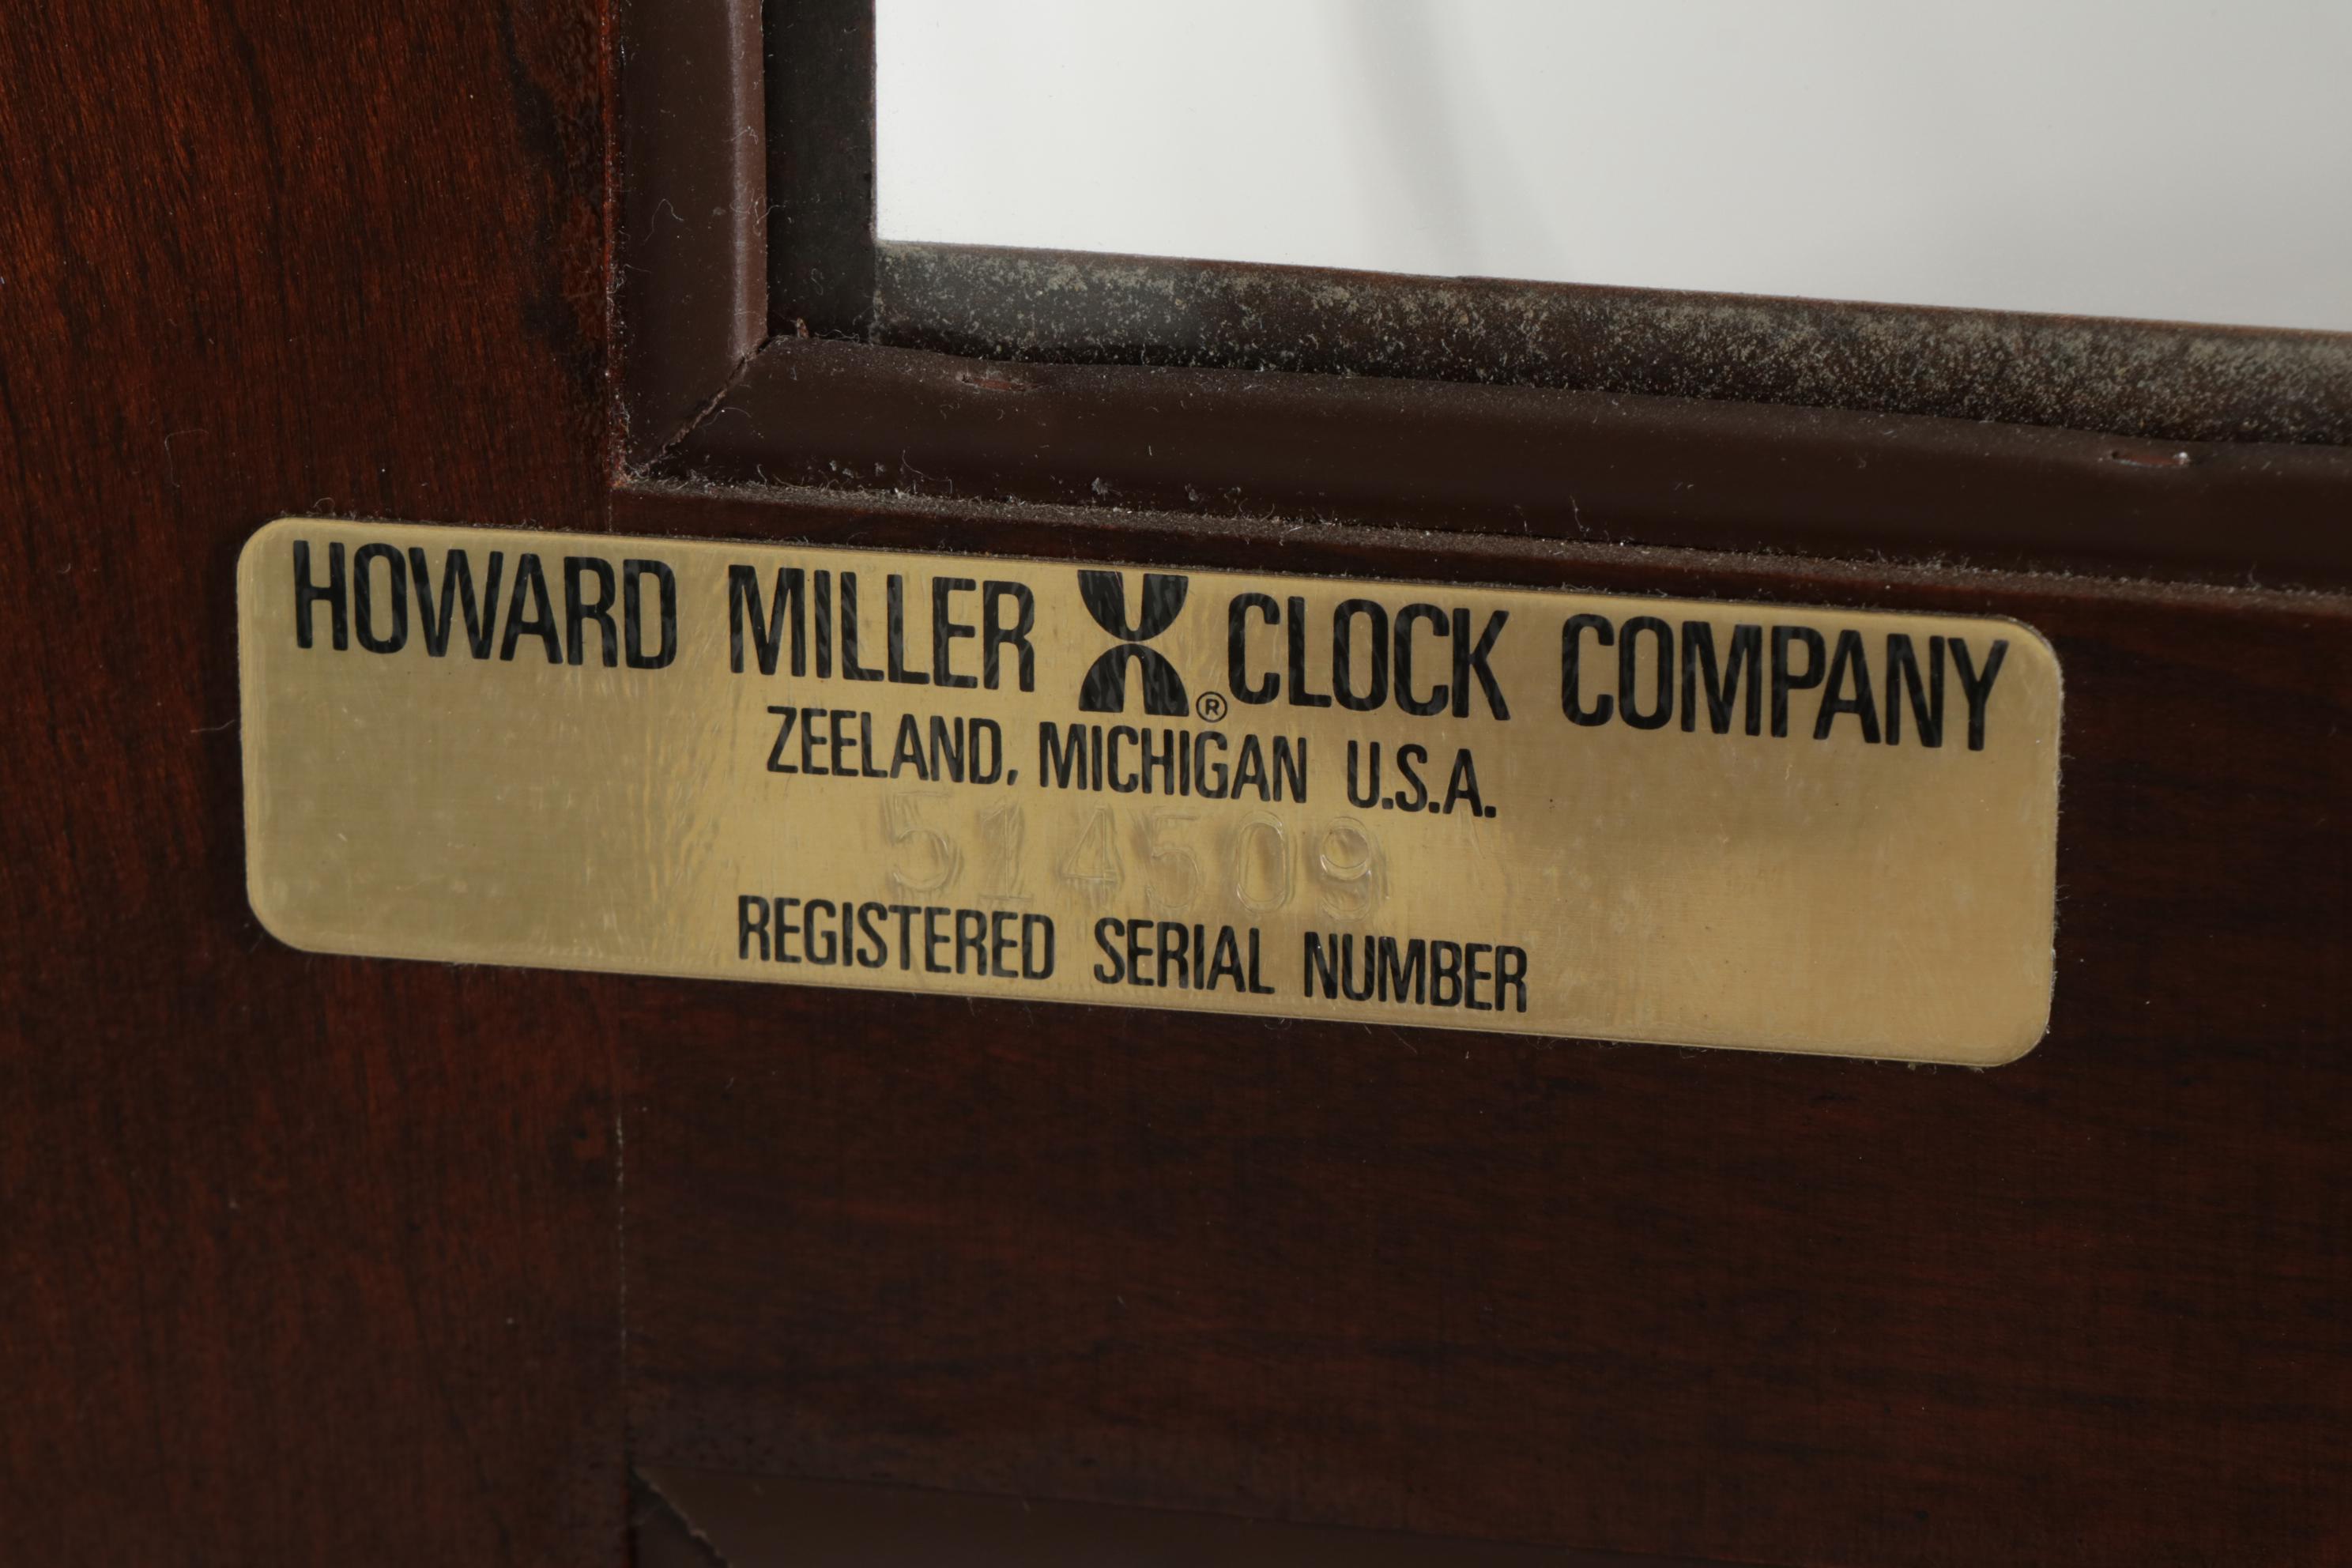 HOWARD MILLER ® CLOCK COMPANY
ZEELAND, MICHIGAN U.S.A.
514509
REGISTERED SERIAL NUMBER